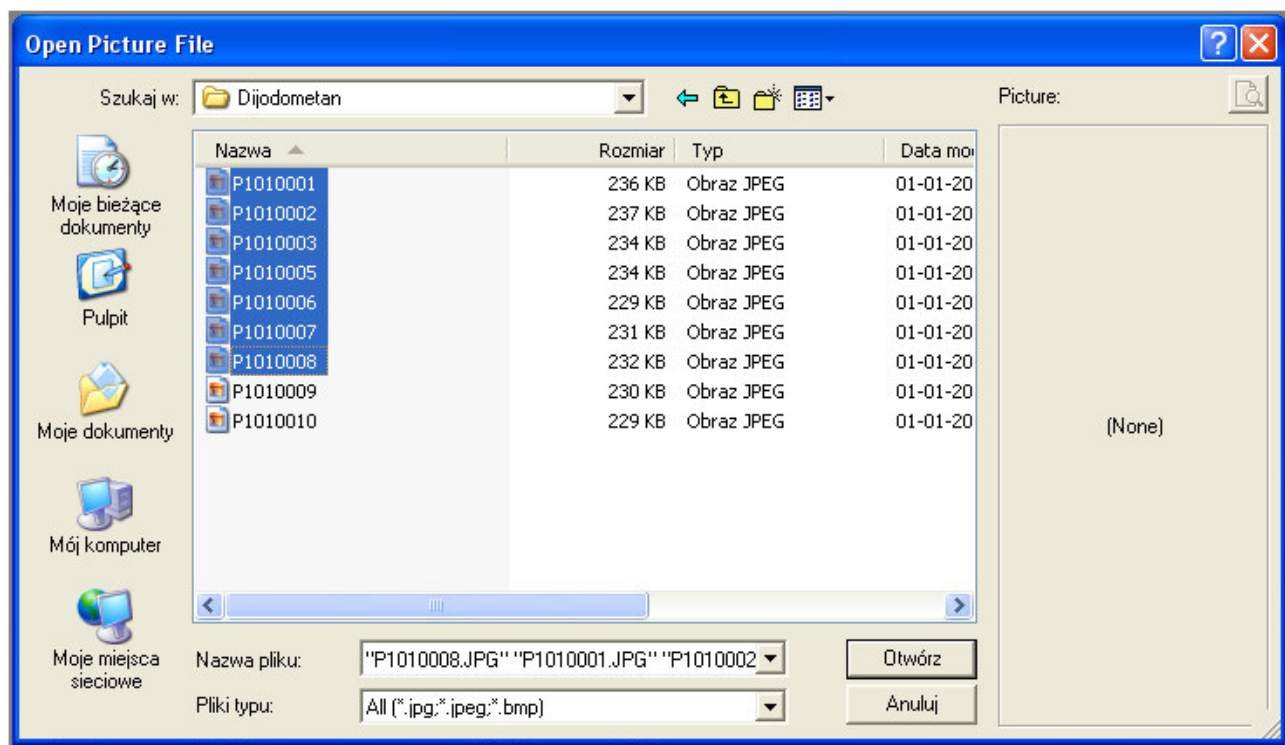 Open Picture File
Szukaj w: Dijodometan
Picture:
Nazwa Rozmiar Typ Data mo
P1010001 236 KB Obraz JPEG 01-01-20
P1010002 237 KB Obraz JPEG 01-01-20
P1010003 234 KB Obraz JPEG 01-01-20
P1010005 234 KB Obraz JPEG 01-01-20
P1010006 229 KB Obraz JPEG 01-01-20
P1010007 231 KB Obraz JPEG 01-01-20
P1010008 232 KB Obraz JPEG 01-01-20
P1010009 230 KB Obraz JPEG 01-01-20
P1010010 229 KB Obraz JPEG 01-01-20
Moje bieżące
dokumenty
Pulpit
Moje dokumenty
Mój komputer
Moje miejsca
sieciowe
(None)
Nazwa pliku: "P1010008.JPG" "P1010001.JPG" "P1010002 Otwórz
Pliki typu: All (*.jpg;*.jpeg;*.bmp) Anuluj